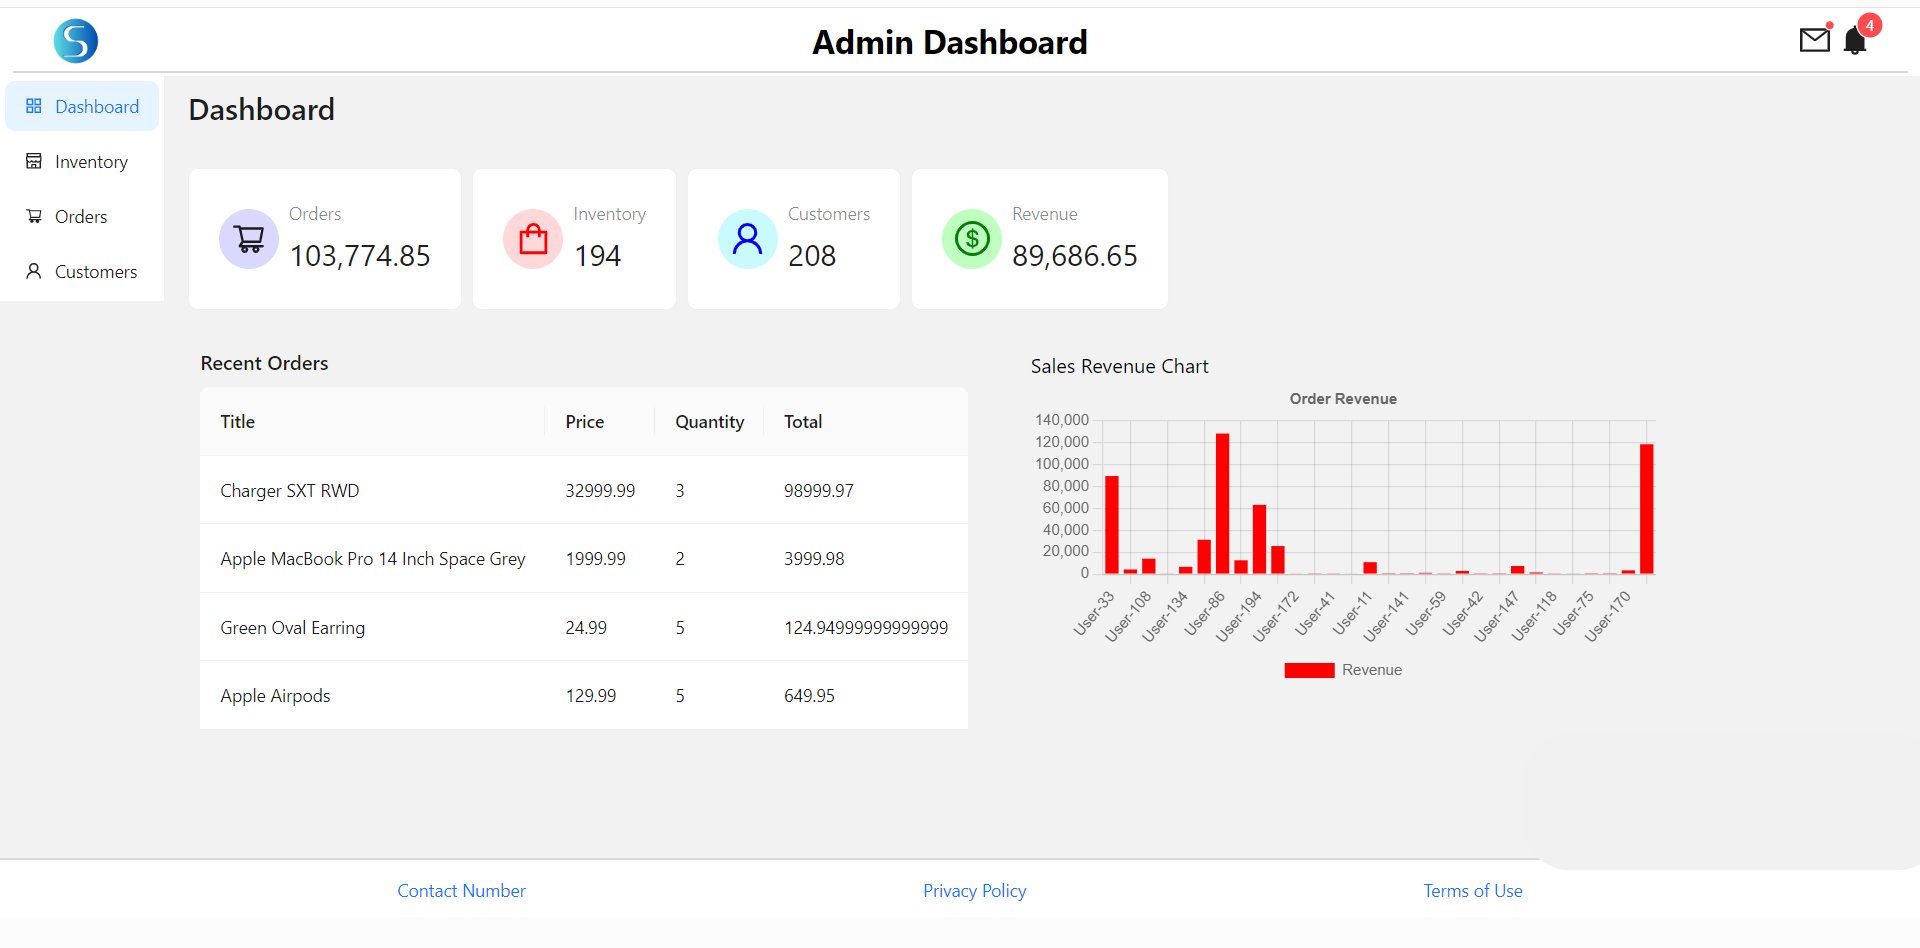 S
Admin Dashboard
4
Dashboard
Inventory
Orders
Customers
Dashboard
Orders
103,774.85
Inventory
194
Customers
208
Revenue
89,686.65
Recent Orders
Title Price Quantity Total
Charger SXT RWD 32999.99 3 98999.97
Apple MacBook Pro 14 Inch Space Grey 1999.99 2 3999.98
Green Oval Earring 24.99 5 124.94999999999999
Apple Airpods 129.99 5 649.95
Sales Revenue Chart
Order Revenue
140,000
120,000
100,000
80,000
60,000
40,000
20,000
0
User-33 User-108 User-134 User-86 User-194 User-172 User-41 User-11 User-141 User-59 User-42 User-147 User-118 User-75 User-170
Revenue
Contact Number Privacy Policy Terms of Use